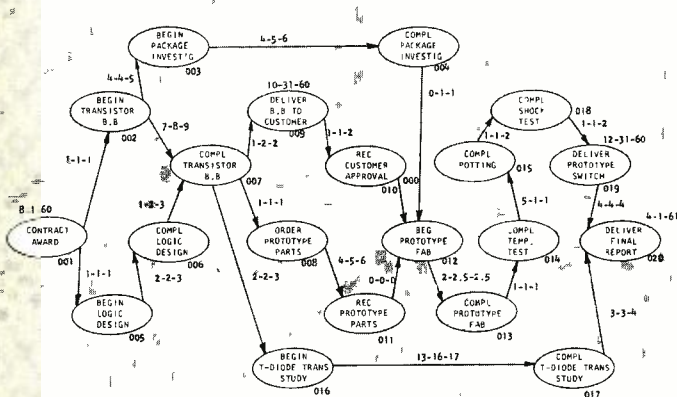 BEGIN
PACKAGE
INVESTIG
003
4-5-6
COMPL
PACKAGE
INVESTIG
004
4-4-5
0-1-1
BEGIN
TRANSISTOR
B.B
002
7-8-9
10-31-60
DELIVER
B.B TO
CUSTOMER
009
1-2-2
1-1-2
COMPL
SHOCK
TEST
018
1-1-2
1-1-2
12-31-60
COMPL
TRANSISTOR
B.B
007
REC
CUSTOMER
APPROVAL
010
000
COMPL
POTTING
015
DELIVER
PROTOTYPE
SWITCH
019
1-1-1
8-1-60
CONTRACT
AWARD
001
COMPL
LOGIC
DESIGN
006
1-1-1
ORDER
PROTOTYPE
PARTS
008
BEG
PROTOTYPE
FAB
012
5-1-1
COMPL
TEMP.
TEST
014
4-4-4
4-1-61
DELIVER
FINAL
REPORT
020
1-1-1
2-2-3
2-2-3
4-5-6
0-0-0
2-2.5-2.5
1-1-1
BEGIN
LOGIC
DESIGN
005
REC
PROTOTYPE
PARTS
011
COMPL
PROTOTYPE
FAB
013
3-3-4
BEGIN
T-DIODE TRANS
STUDY
016
13-16-17
COMPL
T-DIODE TRANS
STUDY
017